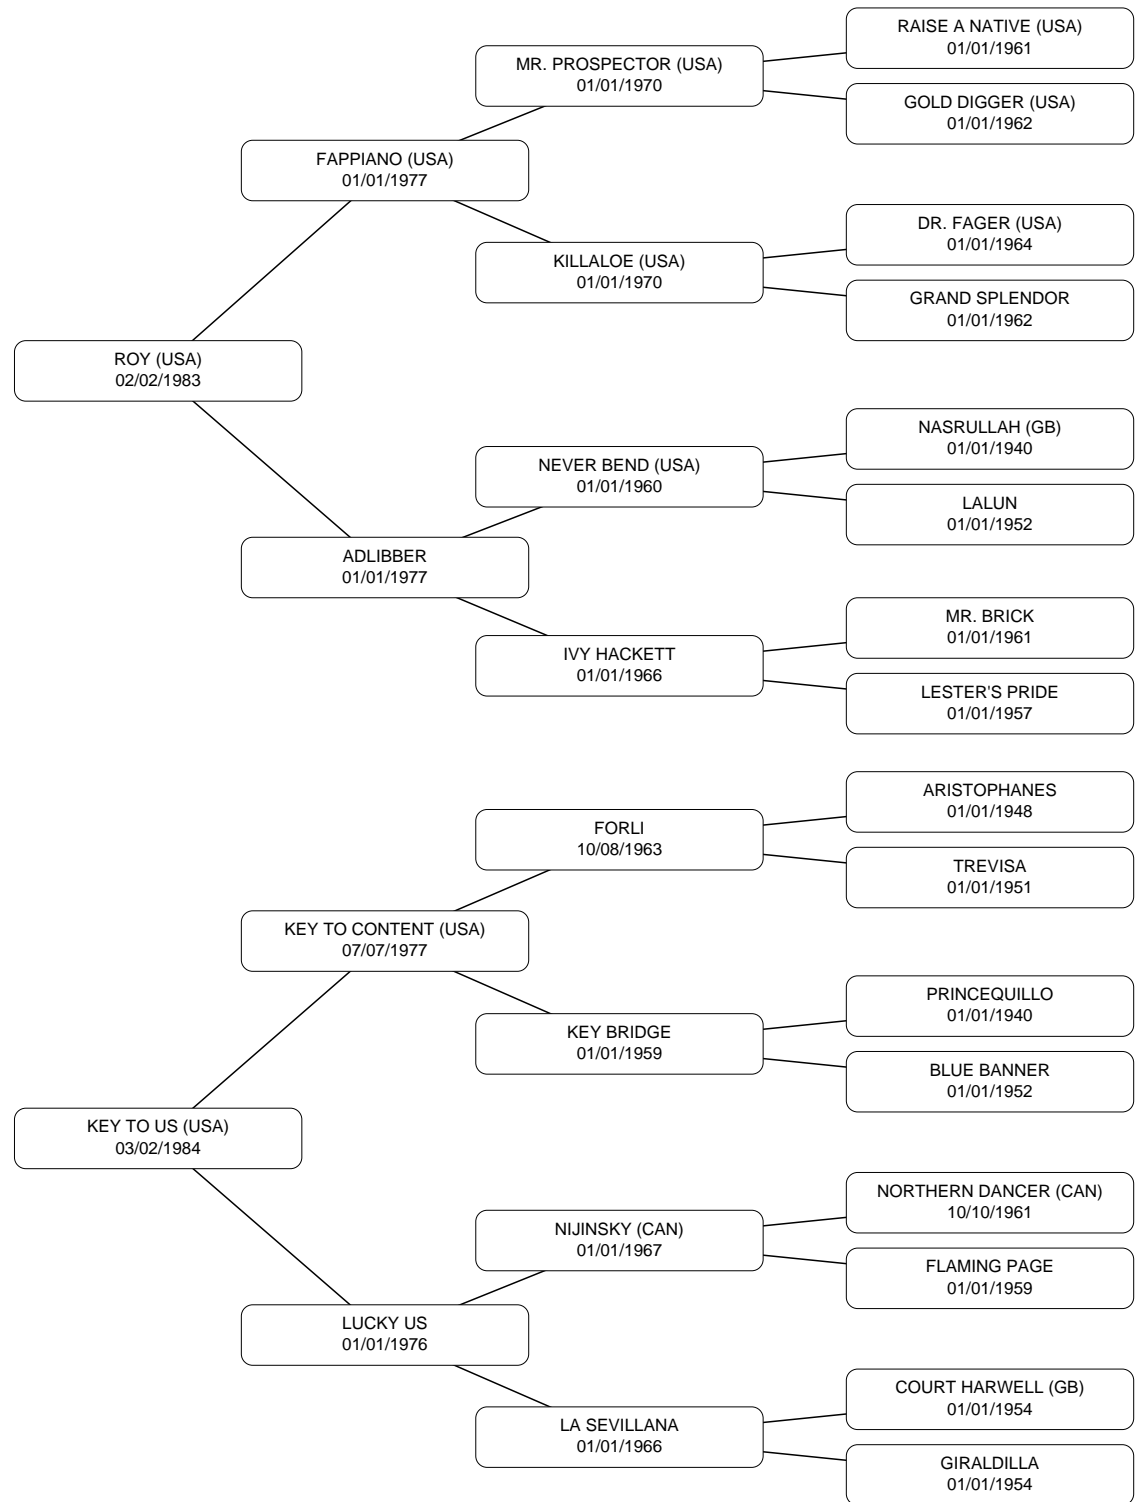 RAISE A NATIVE (USA)
01/01/1961
MR. PROSPECTOR (USA)
01/01/1970
GOLD DIGGER (USA)
01/01/1962
FAPPIANO (USA)
01/01/1977
DR. FAGER (USA)
01/01/1964
KILLALOE (USA)
01/01/1970
GRAND SPLENDOR
01/01/1962
ROY (USA)
02/02/1983
NASRULLAH (GB)
01/01/1940
NEVER BEND (USA)
01/01/1960
LALUN
01/01/1952
ADLIBBER
01/01/1977
MR. BRICK
01/01/1961
IVY HACKETT
01/01/1966
LESTER'S PRIDE
01/01/1957
ARISTOPHANES
01/01/1948
FORLI
10/08/1963
TREVISA
01/01/1951
KEY TO CONTENT (USA)
07/07/1977
PRINCEQUILLO
01/01/1940
KEY BRIDGE
01/01/1959
BLUE BANNER
01/01/1952
KEY TO US (USA)
03/02/1984
NORTHERN DANCER (CAN)
10/10/1961
NIJINSKY (CAN)
01/01/1967
FLAMING PAGE
01/01/1959
LUCKY US
01/01/1976
COURT HARWELL (GB)
01/01/1954
LA SEVILLANA
01/01/1966
GIRALDILLA
01/01/1954